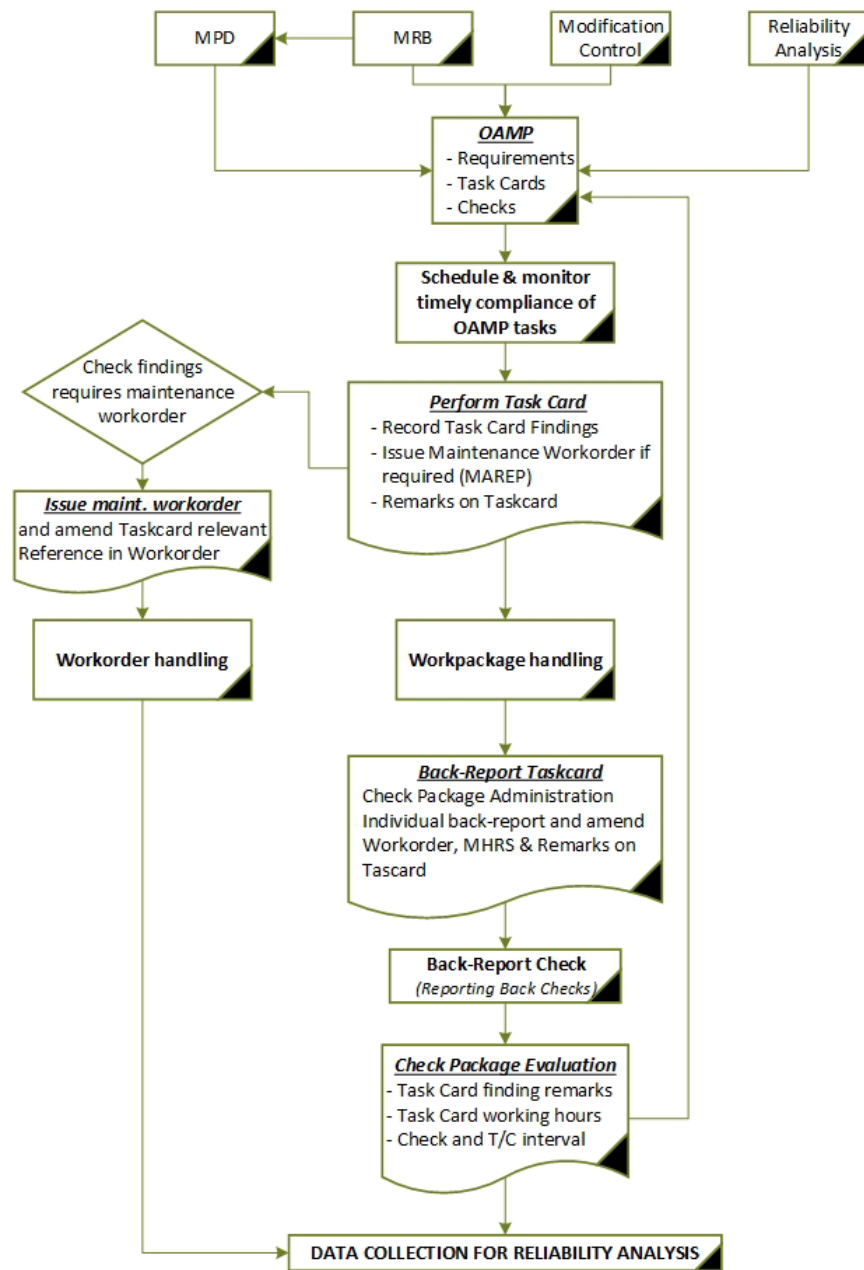 MPD
MRB
Modification
Control
Reliability
Analysis
OAMP
- Requirements
- Task Cards
- Checks
Schedule & monitor
timely compliance of
OAMP tasks
Check findings
requires maintenance
workorder
Perform Task Card
- Record Task Card Findings
- Issue Maintenance Workorder if
required (MAREP)
- Remarks on Taskcard
Issue maint. workorder
and amend Taskcard relevant
Reference in Workorder
Workorder handling
Workpackage handling
Back-Report Taskcard
Check Package Administration
Individual back-report and amend
Workorder, MHRS & Remarks on
Tascard
Back-Report Check
(Reporting Back Checks)
Check Package Evaluation
- Task Card finding remarks
- Task Card working hours
- Check and T/C interval
DATA COLLECTION FOR RELIABILITY ANALYSIS